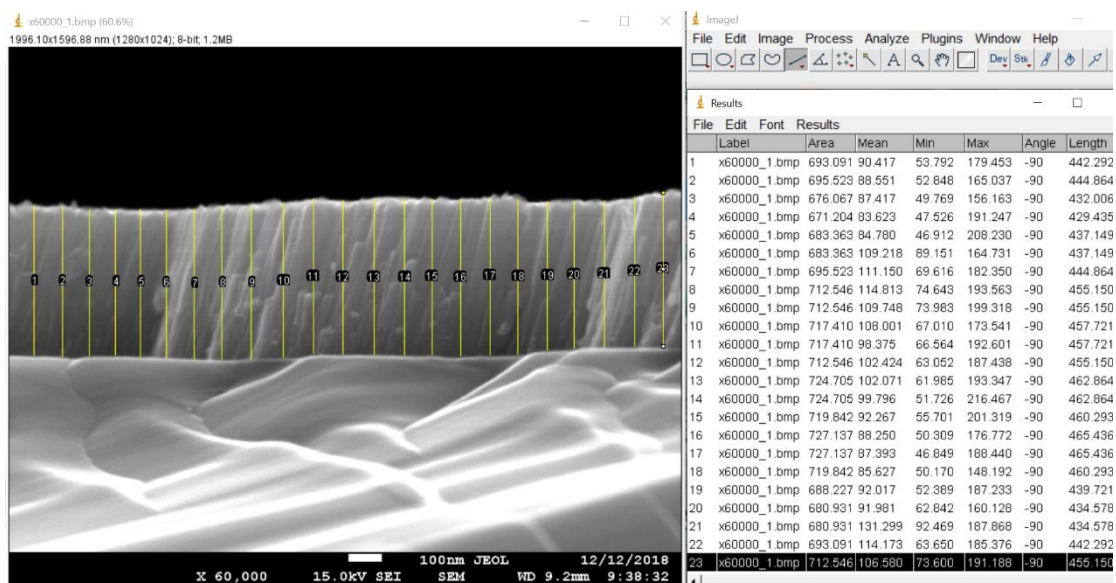 x60000_1.bmp (60.6%)
1996.10x1596.88 nm (1280x1024); 8-bit; 1.2MB
1 2 3 4 5 6 7 8 9 10 11 12 13 14 15 16 17 18 19 20 21 22 23
100nm JEOL 12/12/2018
X 60,000 15.0kV SEI SEM WD 9.2mm 9:38:32
ImageJ
File Edit Image Process Analyze Plugins Window Help
A Dev Stk
Results
File Edit Font Results
Label Area Mean Min Max Angle Length
1 x60000_1.bmp 693.091 90.417 53.792 179.453 -90 442.292
2 x60000_1.bmp 695.523 88.551 52.848 165.037 -90 444.864
3 x60000_1.bmp 676.067 87.417 49.769 156.163 -90 432.006
4 x60000_1.bmp 671.204 83.623 47.526 191.247 -90 429.435
5 x60000_1.bmp 683.363 84.780 46.912 208.230 -90 437.149
6 x60000_1.bmp 683.363 109.218 89.151 164.731 -90 437.149
7 x60000_1.bmp 695.523 111.150 69.616 182.350 -90 444.864
8 x60000_1.bmp 712.546 114.813 74.643 193.563 -90 455.150
9 x60000_1.bmp 712.546 109.748 73.983 199.318 -90 455.150
10 x60000_1.bmp 717.410 108.001 67.010 173.541 -90 457.721
11 x60000_1.bmp 717.410 98.375 66.564 192.601 -90 457.721
12 x60000_1.bmp 712.546 102.424 63.052 187.438 -90 455.150
13 x60000_1.bmp 724.705 102.071 61.985 193.347 -90 462.864
14 x60000_1.bmp 724.705 99.796 51.726 216.467 -90 462.864
15 x60000_1.bmp 719.842 92.267 55.701 201.319 -90 460.293
16 x60000_1.bmp 727.137 88.250 50.309 176.772 -90 465.436
17 x60000_1.bmp 727.137 87.393 46.849 188.440 -90 465.436
18 x60000_1.bmp 719.842 85.627 50.170 148.192 -90 460.293
19 x60000_1.bmp 688.227 92.017 52.389 187.233 -90 439.721
20 x60000_1.bmp 680.931 91.981 62.842 160.128 -90 434.578
21 x60000_1.bmp 680.931 131.299 92.469 187.868 -90 434.578
22 x60000_1.bmp 693.091 114.173 63.650 185.376 -90 442.292
23 x60000_1.bmp 712.546 106.580 73.600 191.188 -90 455.150